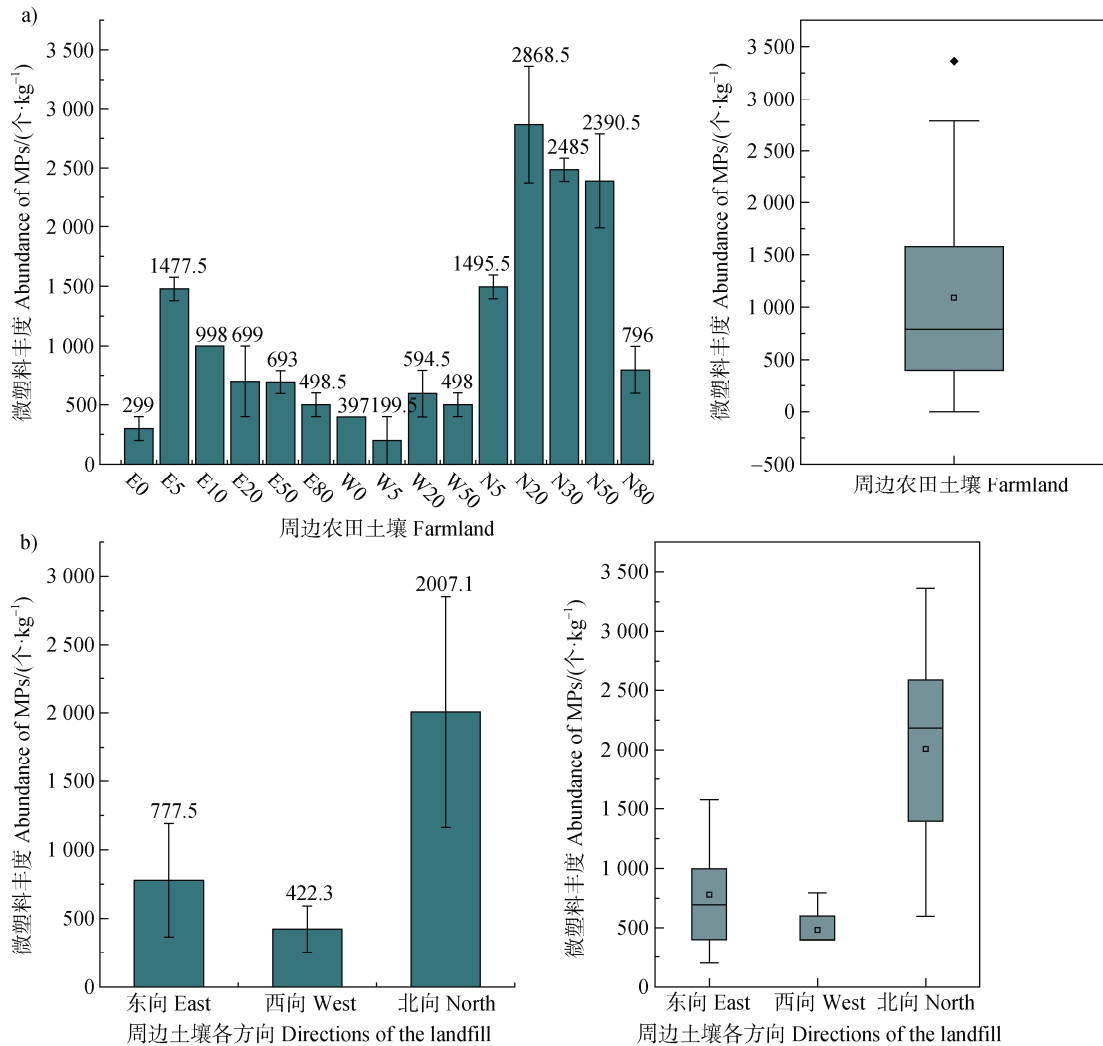 a)
微塑料丰度 Abundance of MPs/(个·kg⁻¹)
3 500
3 000
2 500
2 000
1 500
1 000
500
0
299
1477.5
998
699
693
498.5
397
199.5
594.5
498
1495.5
2868.5
2485
2390.5
796
E0
E5
E10
E20
E50
E80
W0
W5
W20
W50
N5
N20
N30
N50
N80
周边农田土壤 Farmland
微塑料丰度 Abundance of MPs/(个·kg⁻¹)
3 500
3 000
2 500
2 000
1 500
1 000
500
0
−500
周边农田土壤 Farmland
b)
微塑料丰度 Abundance of MPs/(个·kg⁻¹)
3 000
2 500
2 000
1 500
1 000
500
0
777.5
422.3
2007.1
东向 East
西向 West
北向 North
周边土壤各方向 Directions of the landfill
微塑料丰度 Abundance of MPs/(个·kg⁻¹)
3 500
3 000
2 500
2 000
1 500
1 000
500
0
东向 East
西向 West
北向 North
周边土壤各方向 Directions of the landfill